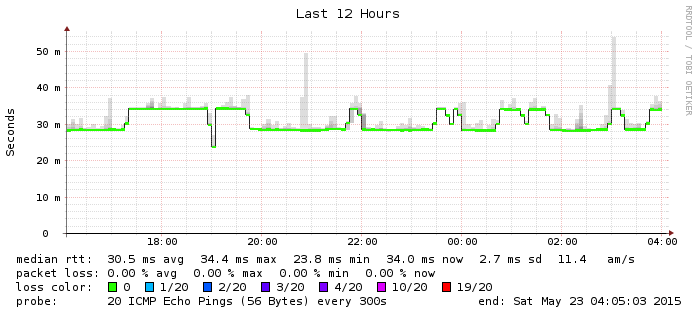 Last 12 Hours
RRDTOOL / TOBI OETIKER
Seconds
50 m
40 m
30 m
20 m
10 m
0
18:00 20:00 22:00 00:00 02:00 04:00
median rtt: 30.5 ms avg 34.4 ms max 23.8 ms min 34.0 ms now 2.7 ms sd 11.4 am/s
packet loss: 0.00 % avg 0.00 % max 0.00 % min 0.00 % now
loss color: 0 1/20 2/20 3/20 4/20 10/20 19/20
probe: 20 ICMP Echo Pings (56 Bytes) every 300s end: Sat May 23 04:05:03 2015